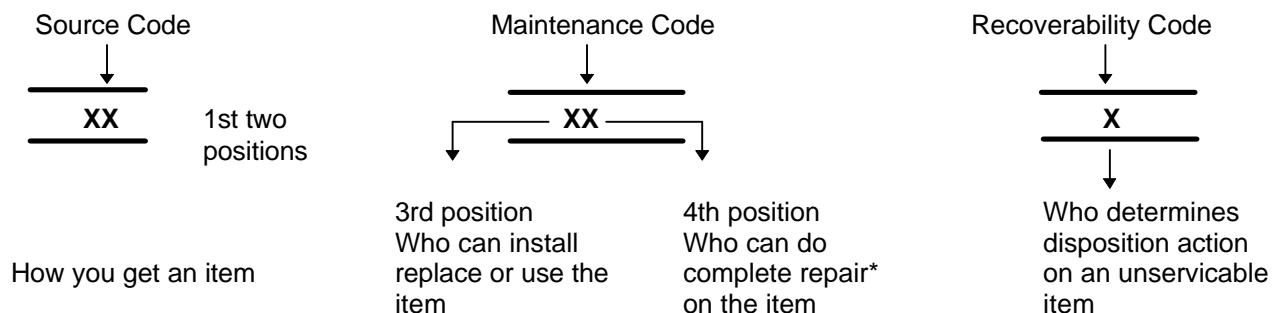 Source Code
Maintenance Code
Recoverability Code
XX
1st two
positions
XX
X
How you get an item
3rd position
Who can install
replace or use the
item
4th position
Who can do
complete repair*
on the item
Who determines
disposition action
on an unservicable
item